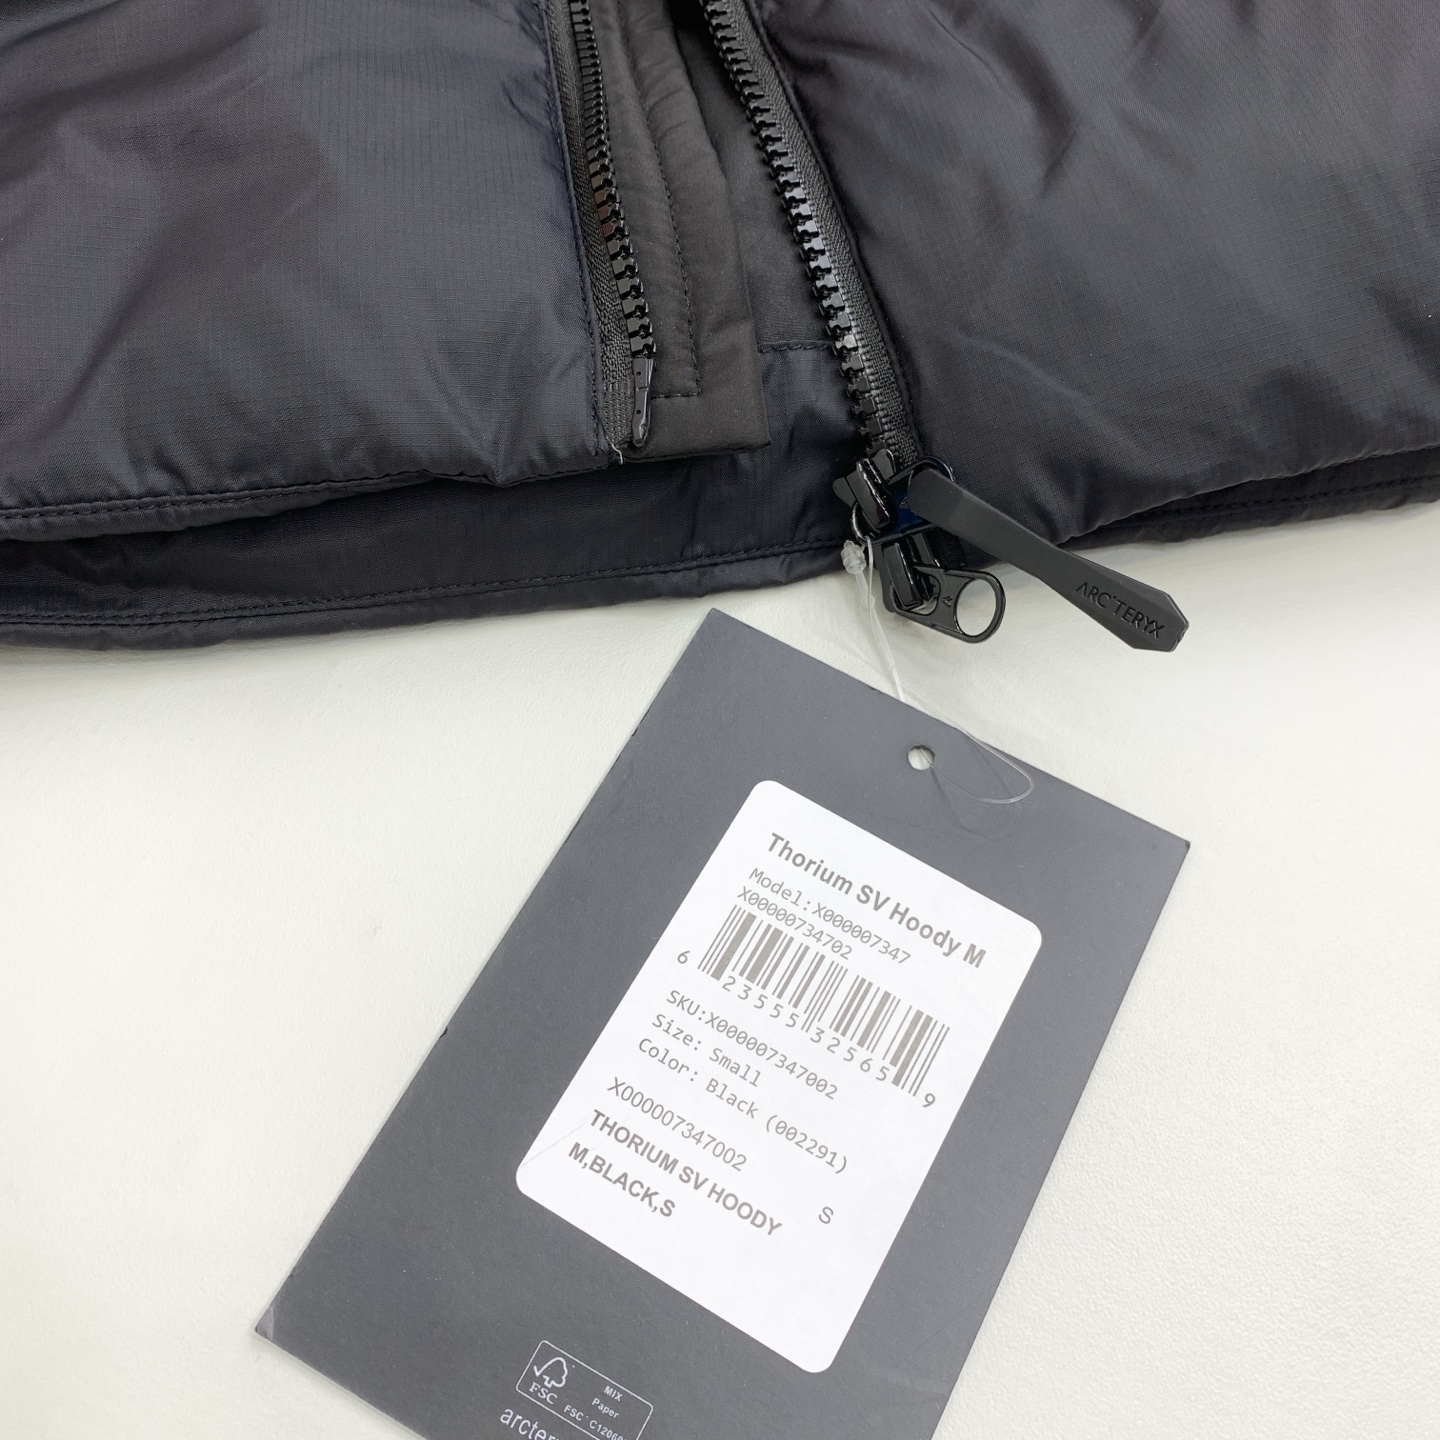 ARC'TERYX
Thorium SV Hoody M
Model:X000007347
X00000734702
6 23555 32565 9
SKU:X000007347002
Size: Small
Color: Black (002291)
X000007347002
THORIUM SV HOODY
M,BLACK,S
S
FSC
MIX
Paper